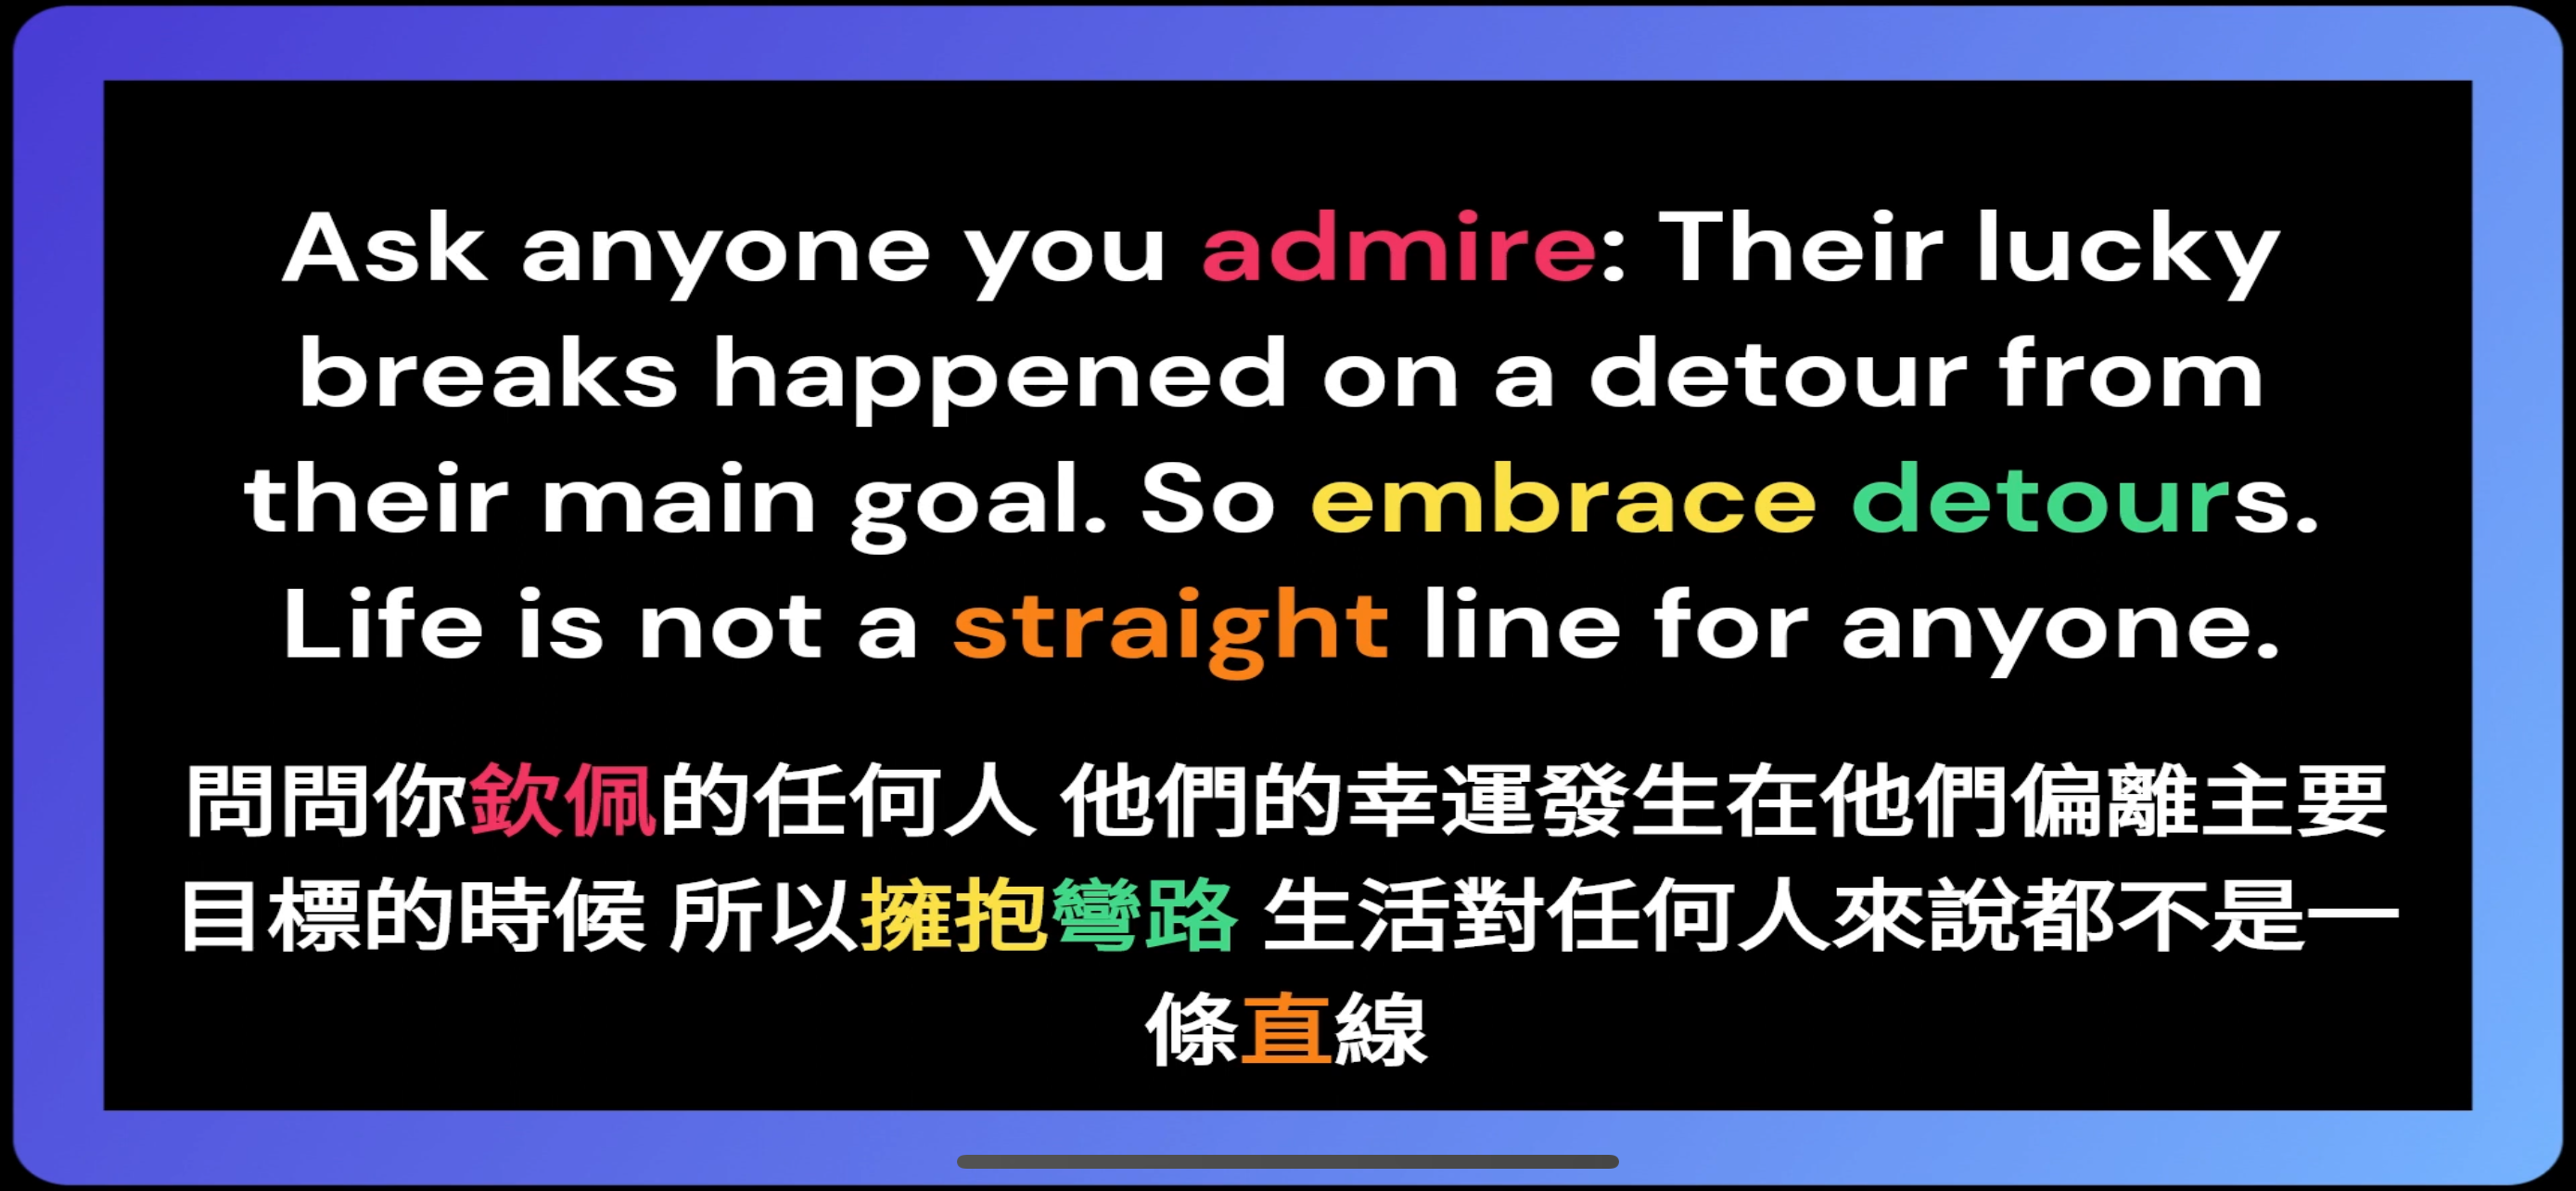 Ask anyone you admire: Their lucky
breaks happened on a detour from
their main goal. So embrace detours.
Life is not a straight line for anyone.
問問你欽佩的任何人 他們的幸運發生在他們偏離主要
目標的時候 所以擁抱彎路 生活對任何人來說都不是一
條直線